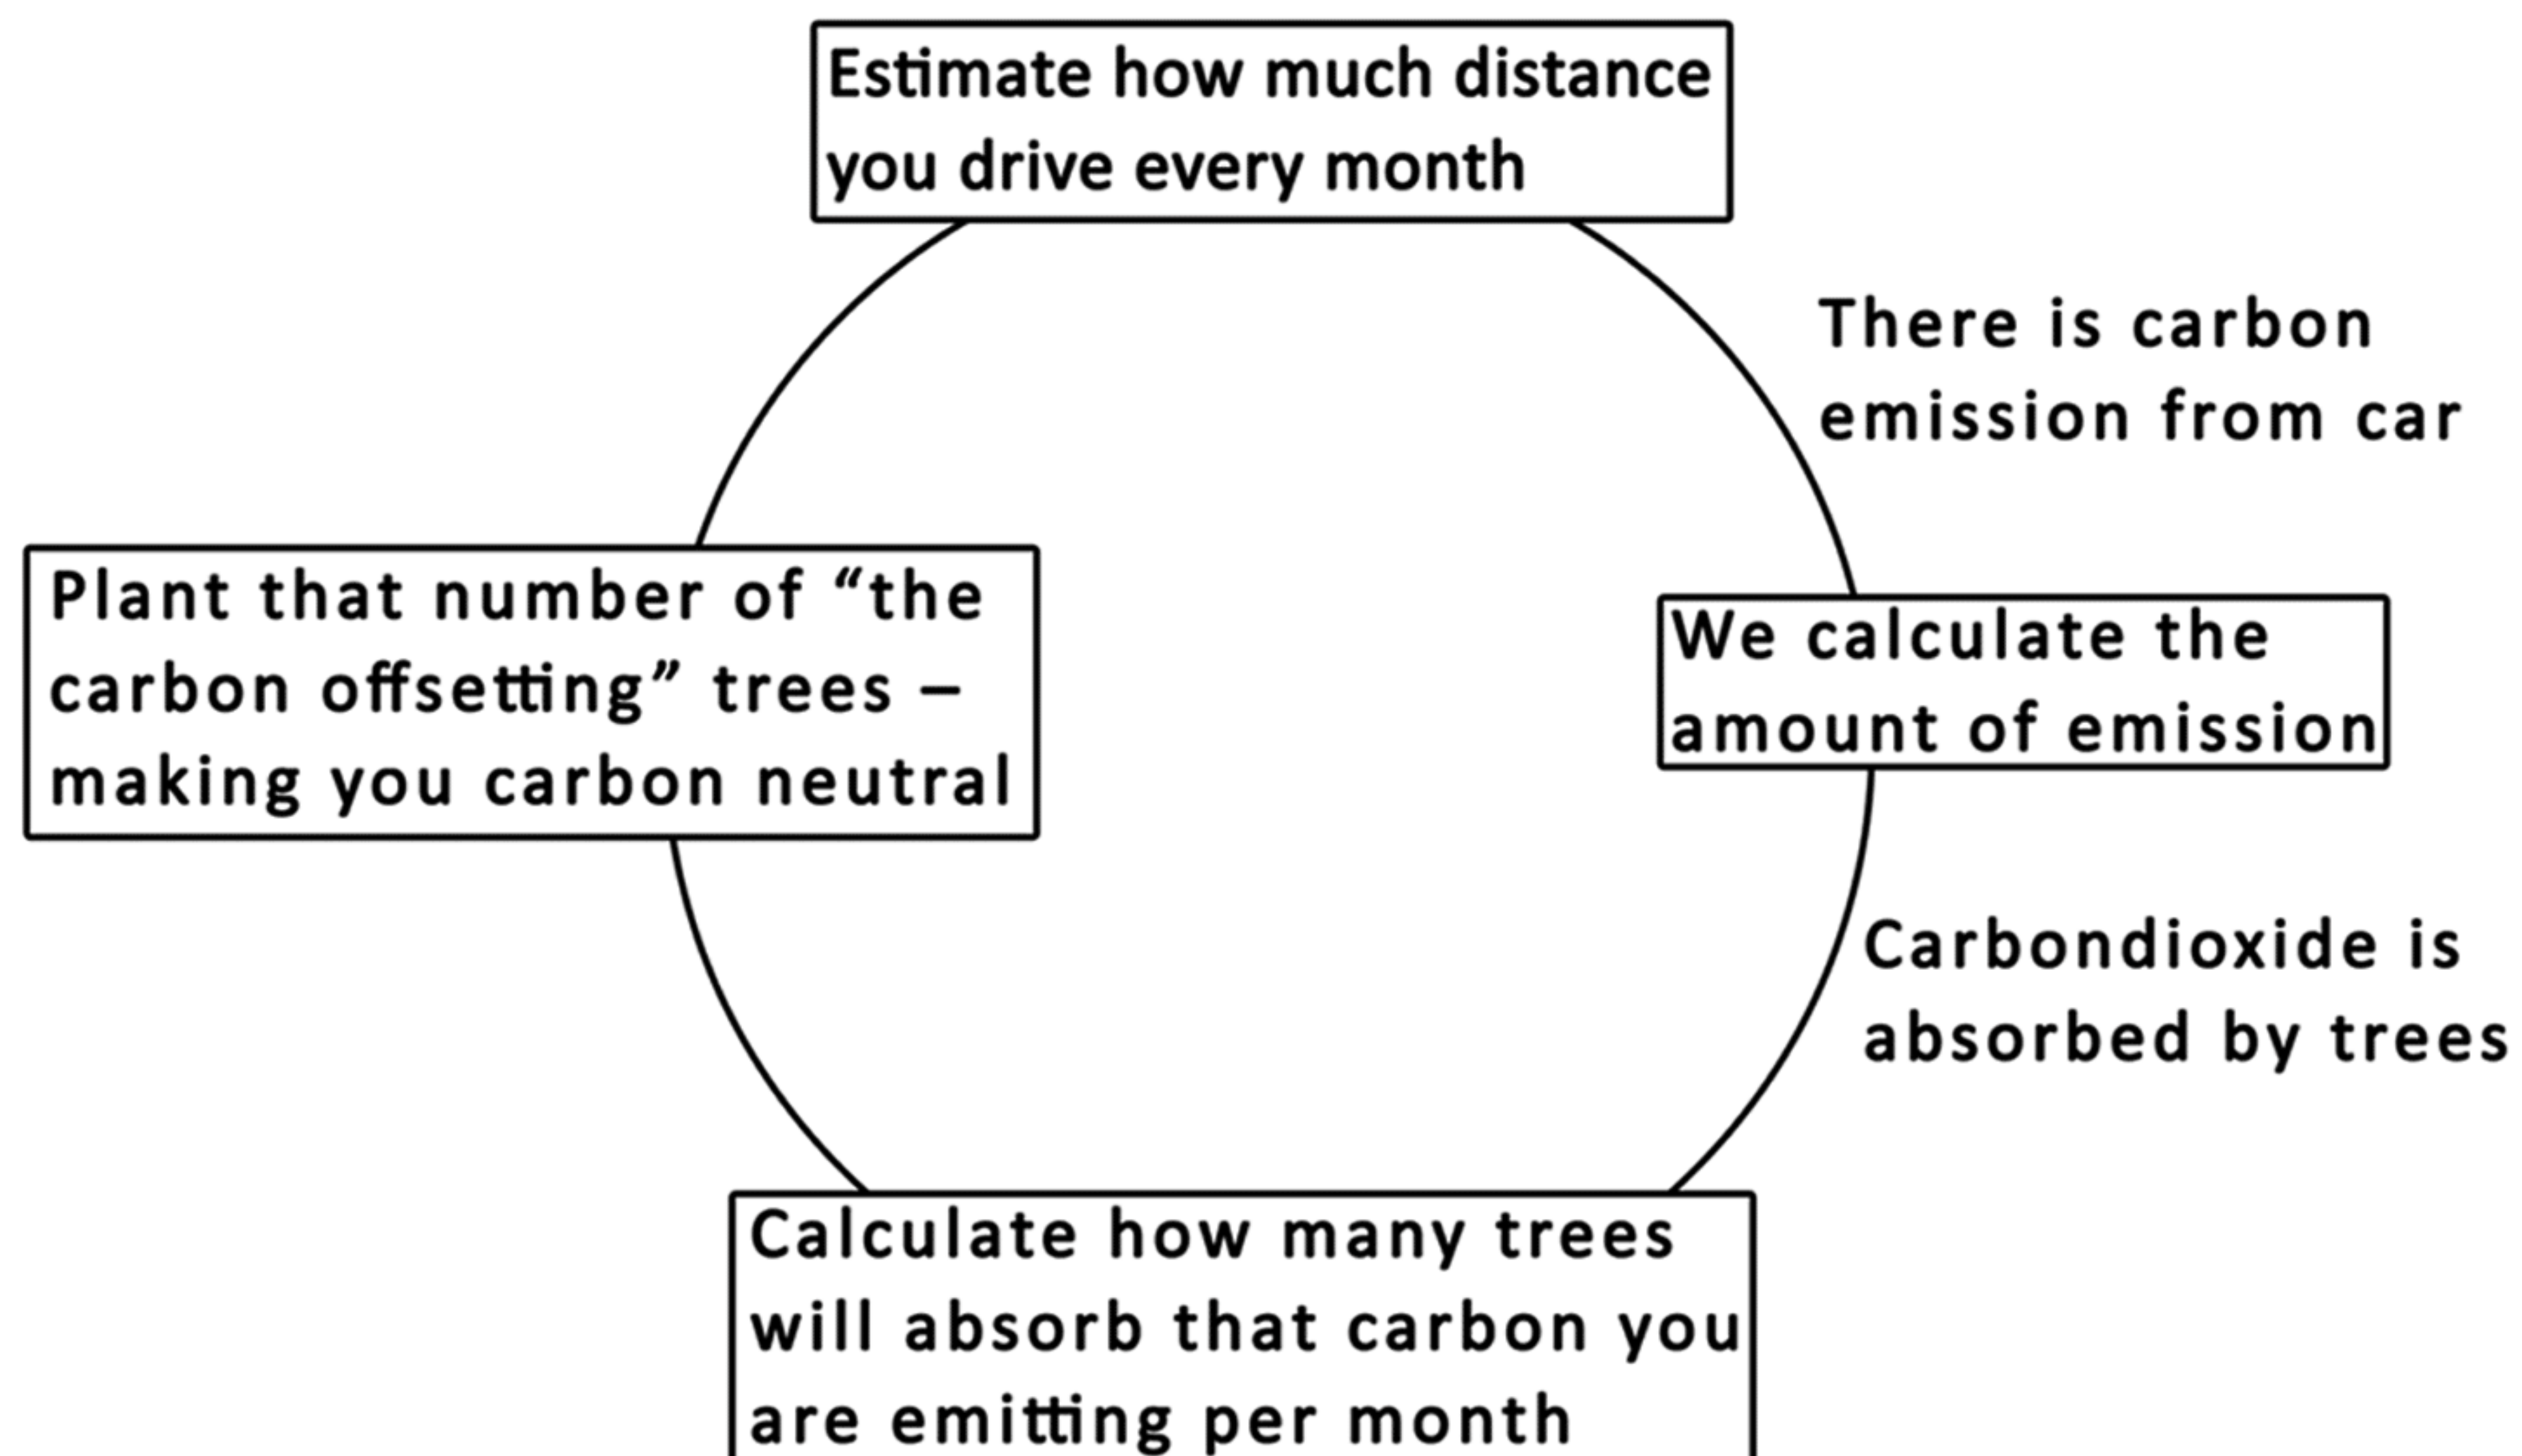 Estimate how much distance
you drive every month
There is carbon
emission from car
We calculate the
amount of emission
Carbondioxide is
absorbed by trees
Calculate how many trees
will absorb that carbon you
are emitting per month
Plant that number of “the
carbon offsetting” trees –
making you carbon neutral